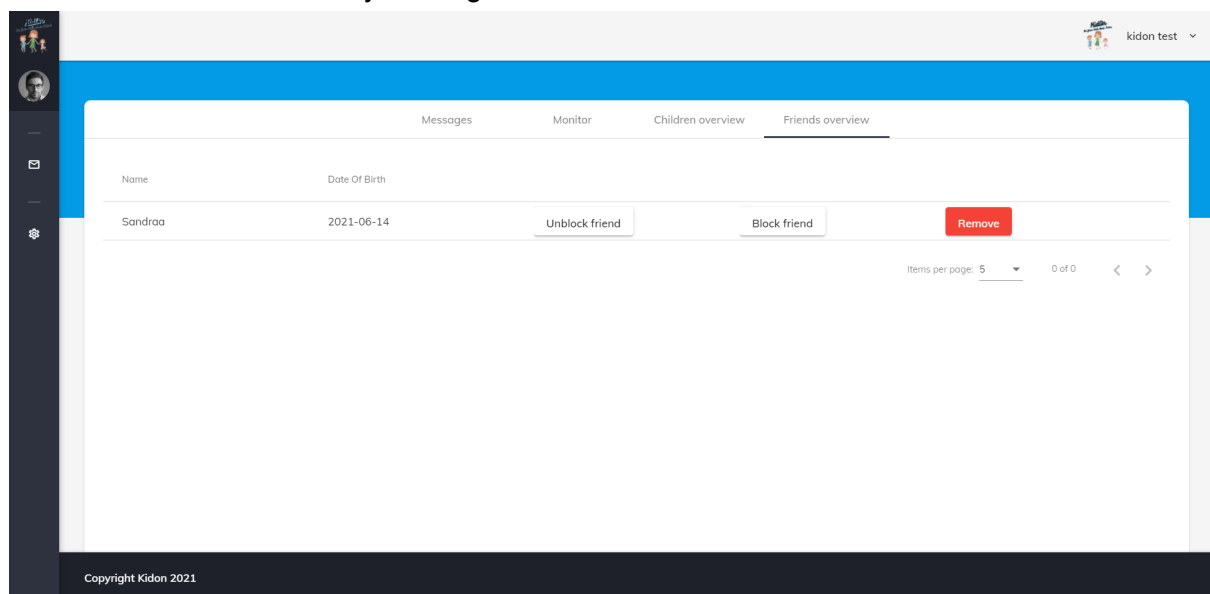 kidon test
Messages Monitor Children overview Friends overview
Name Date Of Birth
Sandraa 2021-06-14 Unblock friend Block friend Remove
Items per page: 5 0 of 0
Copyright Kidon 2021